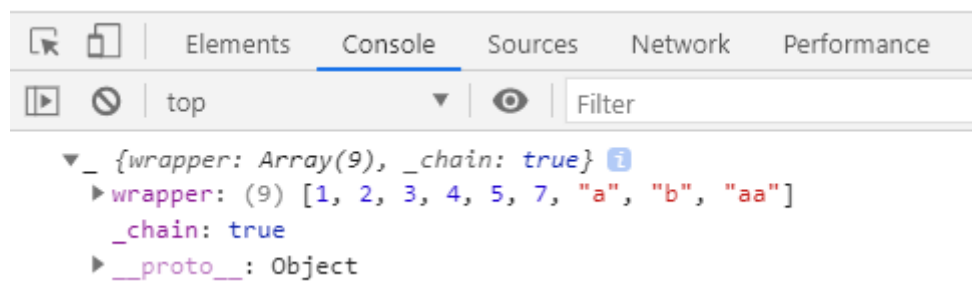 Elements Console Sources Network Performance
top Filter
▼_ {wrapper: Array(9), _chain: true} i
▶wrapper: (9) [1, 2, 3, 4, 5, 7, "a", "b", "aa"]
_chain: true
▶__proto__: Object